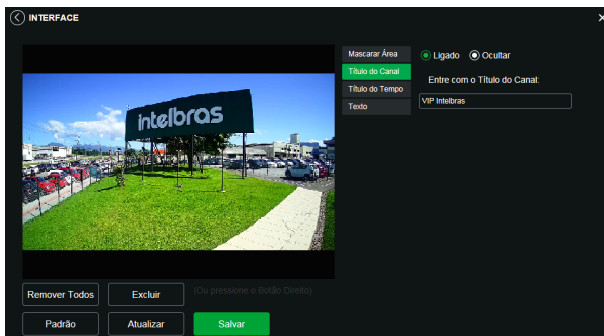 INTERFACE
Mascarar Área
Ligado
Ocultar
Título do Canal
Entre com o Título do Canal:
Título do Tempo
VIP Intelbras
Texto
intelbras
Remover Todos
Excluir
(Ou pressione o Botão Direito)
Padrão
Atualizar
Salvar